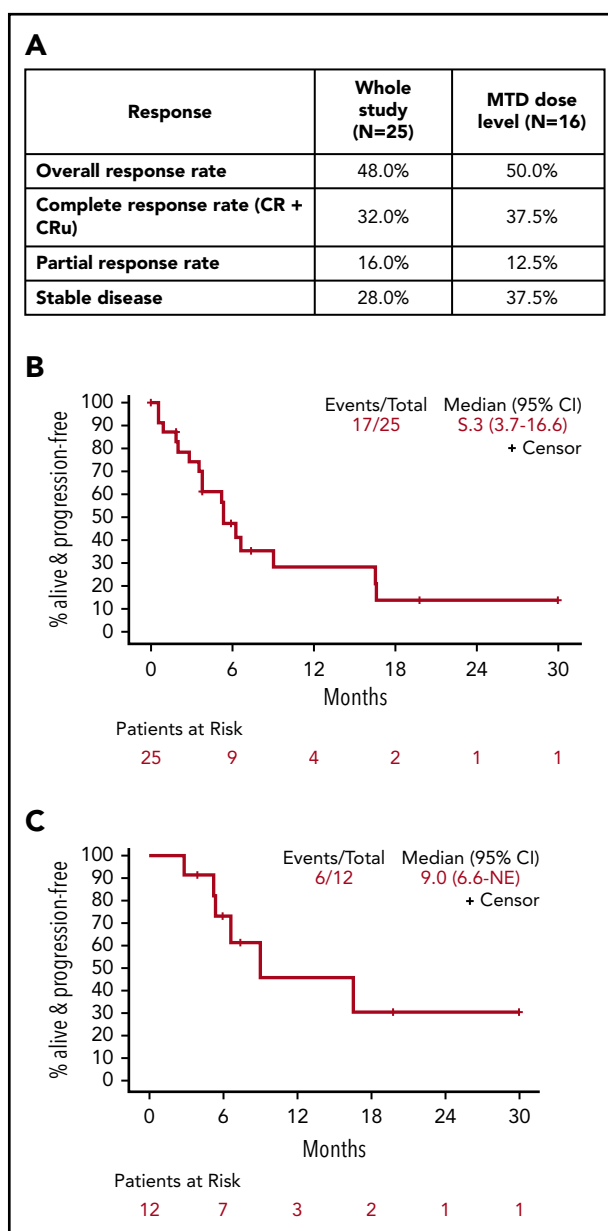 A
Response
Whole
study
(N=25)
MTD dose
level (N=16)
Overall response rate 48.0% 50.0%
Complete response rate (CR +
CRu) 32.0% 37.5%
Partial response rate 16.0% 12.5%
Stable disease 28.0% 37.5%
B
Events/Total Median (95% CI)
17/25 S.3 (3.7-16.6)
+ Censor
% alive & progression-free
100
90
80
70
60
50
40
30
20
10
0
0 6 12 18 24 30
Months
Patients at Risk
25 9 4 2 1 1
C
Events/Total Median (95% CI)
6/12 9.0 (6.6-NE)
+ Censor
% alive & progression-free
100
90
80
70
60
50
40
30
20
10
0
0 6 12 18 24 30
Months
Patients at Risk
12 7 3 2 1 1